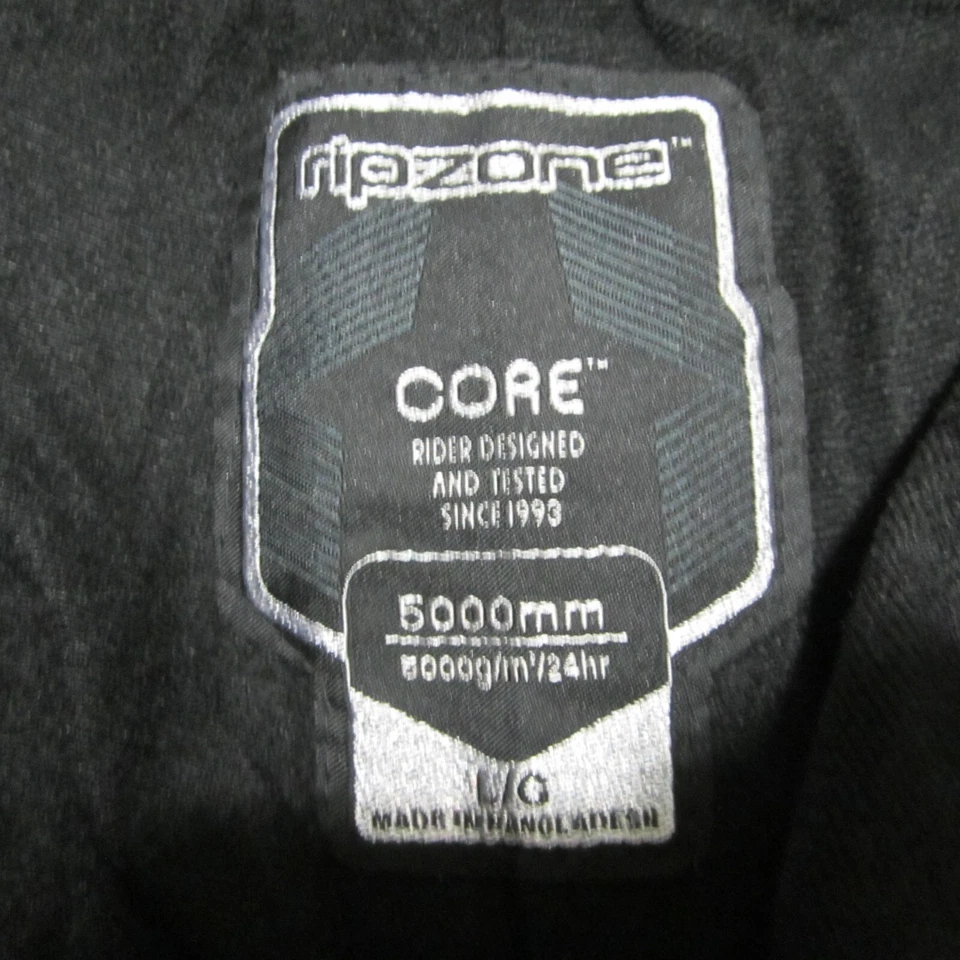 ripzone™
CORE™
RIDER DESIGNED
AND TESTED
SINCE 1993
5000mm
5000g/m²/24hr
L/G
MADE IN BANGLADESH